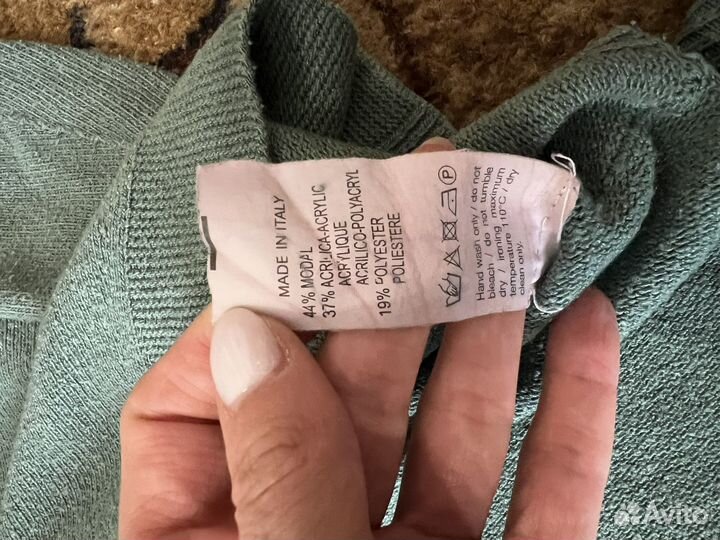 MADE IN ITALY
44% MODAL
37% ACRILICA-ACRYLIC
ACRYLIQUE
ACRILICO-POLYACRYL
19% POLYESTER
POLIESTERE
P
Hand wash only / do not
bleach / do not tumble
dry / ironing maximum
temperature 110°C / dry
clean only.
Avito